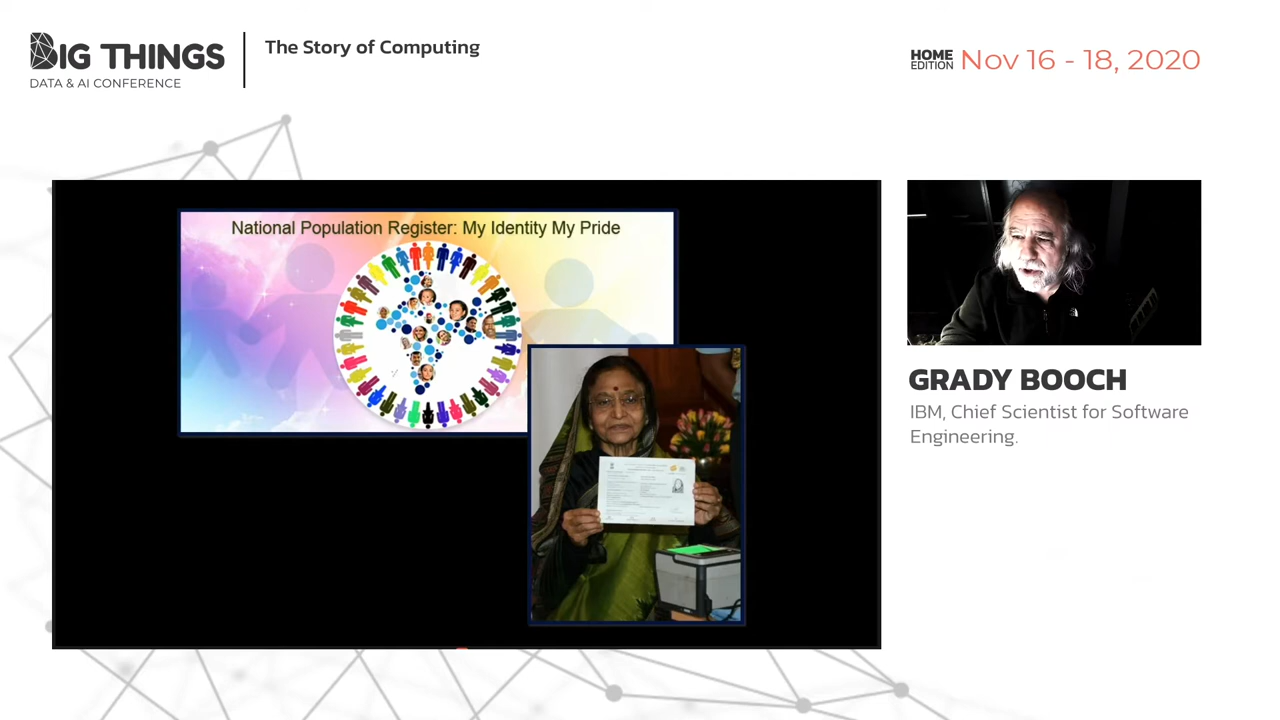 BIG THINGS
DATA & AI CONFERENCE
The Story of Computing
HOME
EDITION
Nov 16 - 18, 2020
National Population Register: My Identity My Pride
GRADY BOOCH
IBM, Chief Scientist for Software
Engineering.